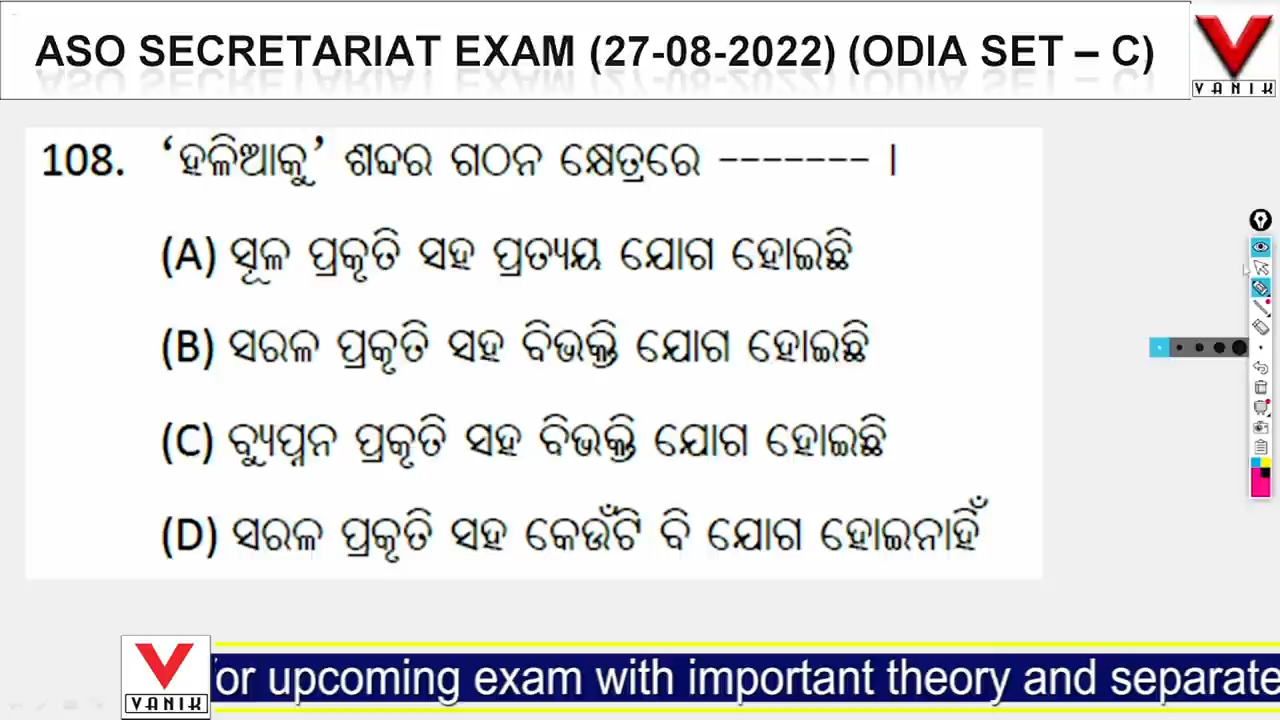 ASO SECRETARIAT EXAM (27-08-2022) (ODIA SET – C)
VANIK
108. ‘ହଳିଆକୁ’ ଶବ୍ଦର ଗଠନ କ୍ଷେତ୍ରରେ ------- ।
(A) ସୂଳ ପ୍ରକୃତି ସହ ପ୍ରତ୍ୟୟ ଯୋଗ ହୋଇଛି
(B) ସରଳ ପ୍ରକୃତି ସହ ବିଭକ୍ତି ଯୋଗ ହୋଇଛି
(C) ବ୍ୟୁପ୍ନନ ପ୍ରକୃତି ସହ ବିଭକ୍ତି ଯୋଗ ହୋଇଛି
(D) ସରଳ ପ୍ରକୃତି ସହ କେଉଁଟି ବି ଯୋଗ ହୋଇନାହିଁ
VANIK
for upcoming exam with important theory and separate